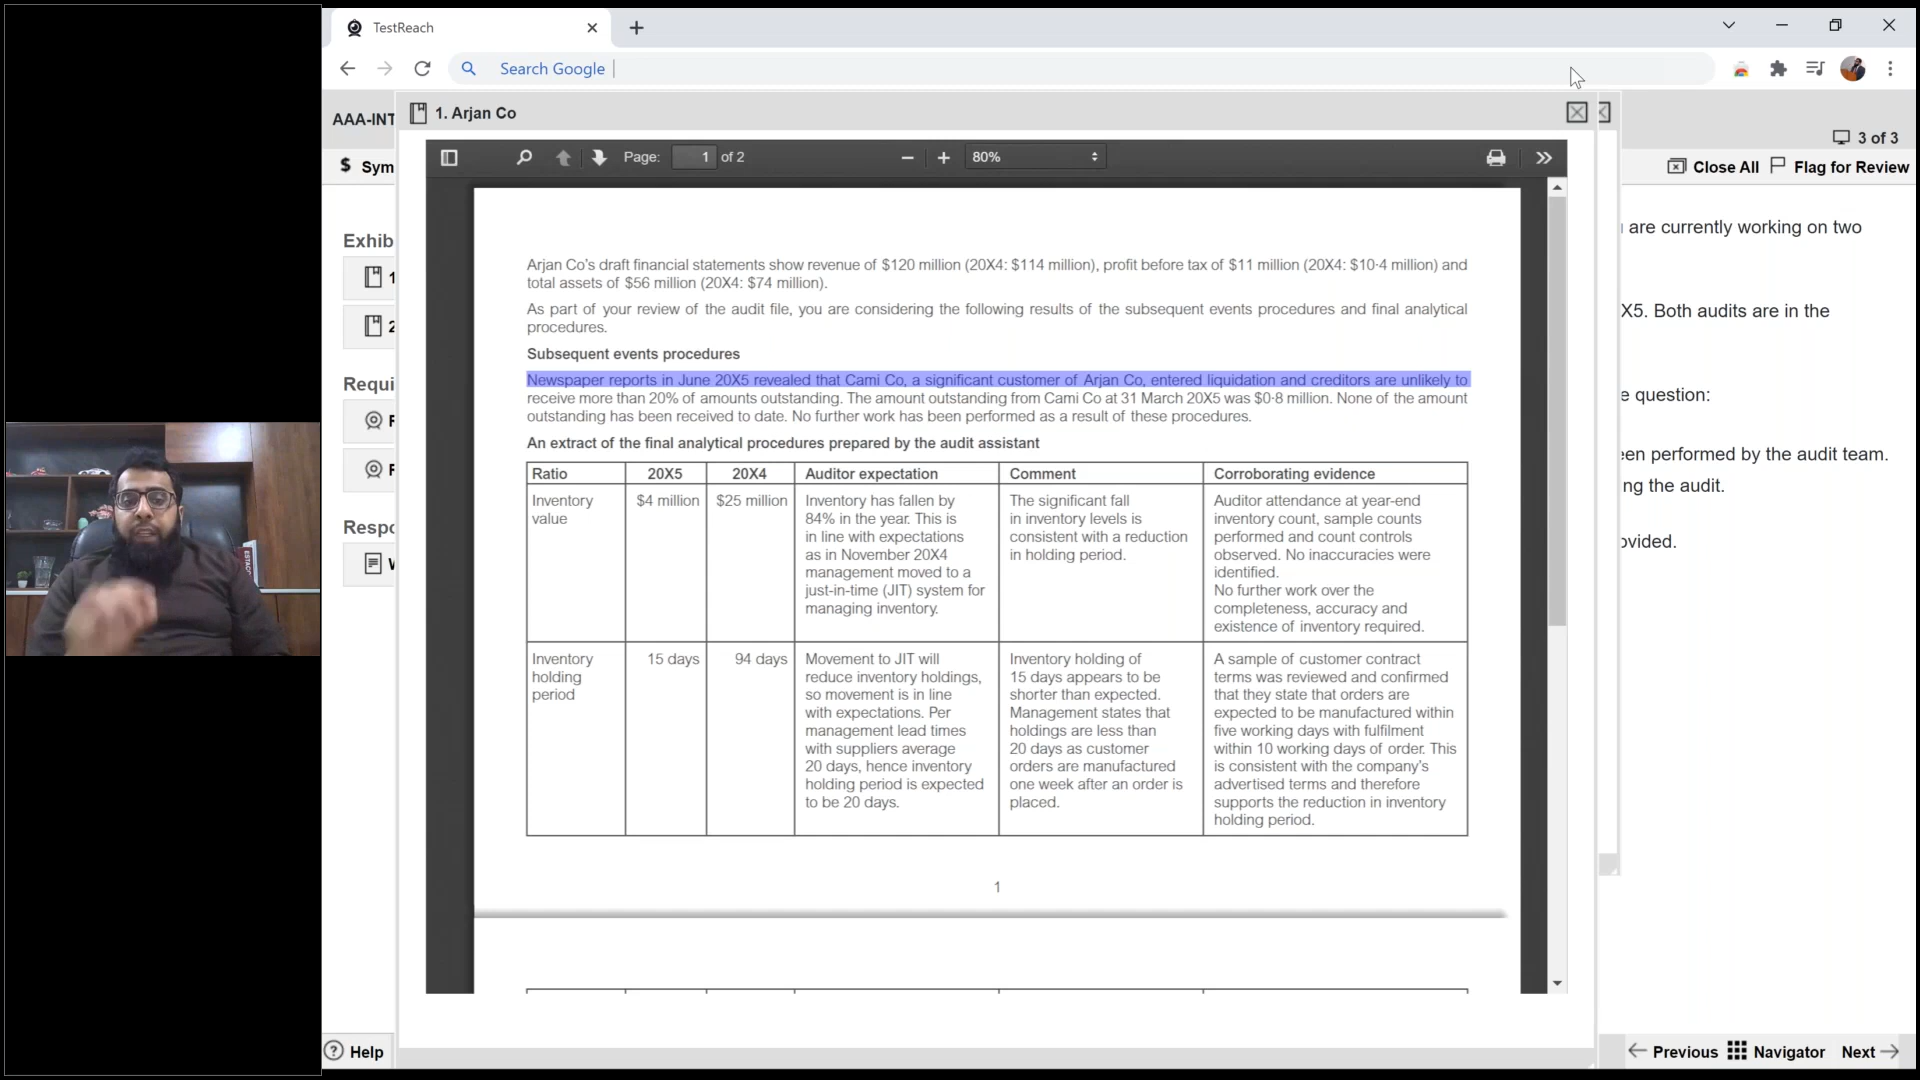 TestReach
Search Google
AAA-INT
1. Arjan Co
3 of 3
$ Sym
Close All
Flag for Review
Page: 1 of 2
80%
Exhib
1
2
Requi
F
F
Respo
W
Arjan Co's draft financial statements show revenue of $120 million (20X4: $114 million), profit before tax of $11 million (20X4: $10·4 million) and
total assets of $56 million (20X4: $74 million).
As part of your review of the audit file, you are considering the following results of the subsequent events procedures and final analytical
procedures.
Subsequent events procedures
Newspaper reports in June 20X5 revealed that Cami Co, a significant customer of Arjan Co, entered liquidation and creditors are unlikely to
receive more than 20% of amounts outstanding. The amount outstanding from Cami Co at 31 March 20X5 was $0·8 million. None of the amount
outstanding has been received to date. No further work has been performed as a result of these procedures.
An extract of the final analytical procedures prepared by the audit assistant
Ratio 20X5 20X4 Auditor expectation Comment Corroborating evidence
Inventory
value
$4 million
$25 million
Inventory has fallen by
84% in the year. This is
in line with expectations
as in November 20X4
management moved to a
just-in-time (JIT) system for
managing inventory.
The significant fall
in inventory levels is
consistent with a reduction
in holding period.
Auditor attendance at year-end
inventory count, sample counts
performed and count controls
observed. No inaccuracies were
identified.
No further work over the
completeness, accuracy and
existence of inventory required.
Inventory
holding
period
15 days
94 days
Movement to JIT will
reduce inventory holdings,
so movement is in line
with expectations. Per
management lead times
with suppliers average
20 days, hence inventory
holding period is expected
to be 20 days.
Inventory holding of
15 days appears to be
shorter than expected.
Management states that
holdings are less than
20 days as customer
orders are manufactured
one week after an order is
placed.
A sample of customer contract
terms was reviewed and confirmed
that they state that orders are
expected to be manufactured within
five working days with fulfilment
within 10 working days of order. This
is consistent with the company's
advertised terms and therefore
supports the reduction in inventory
holding period.
1
are currently working on two
X5. Both audits are in the
e question:
een performed by the audit team.
ng the audit.
ovided.
Help
Previous
Navigator
Next